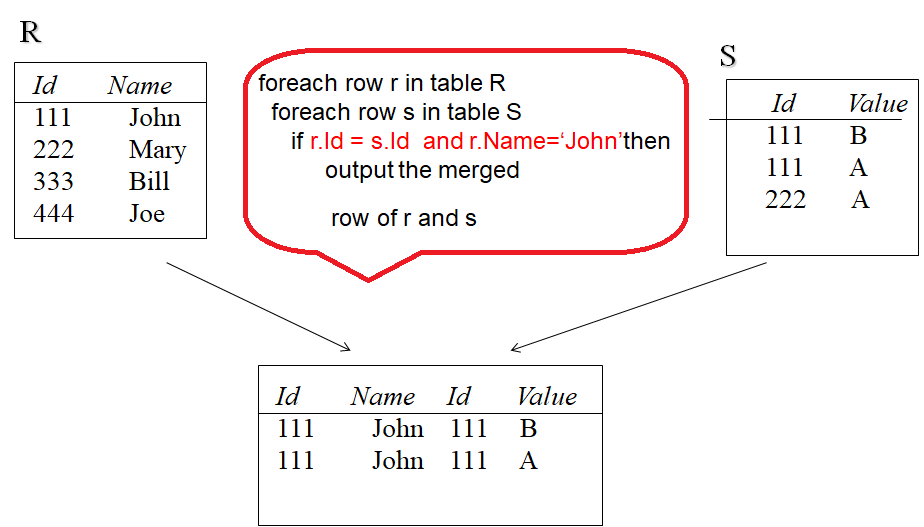 R
Id Name
111 John
222 Mary
333 Bill
444 Joe
foreach row r in table R
foreach row s in table S
if r.Id = s.Id and r.Name=‘John’then
output the merged
row of r and s
S
Id Value
111 B
111 A
222 A
Id Name Id Value
111 John 111 B
111 John 111 A